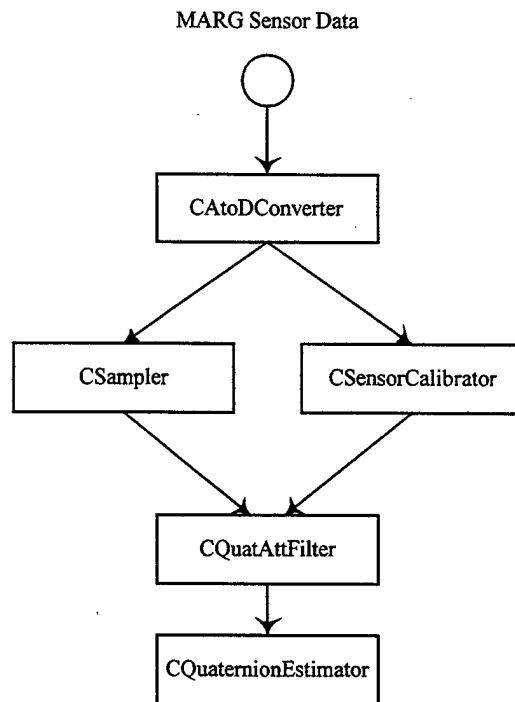 MARG Sensor Data
CAtoDConverter
CSampler
CSensorCalibrator
CQuatAttFilter
CQuaternionEstimator